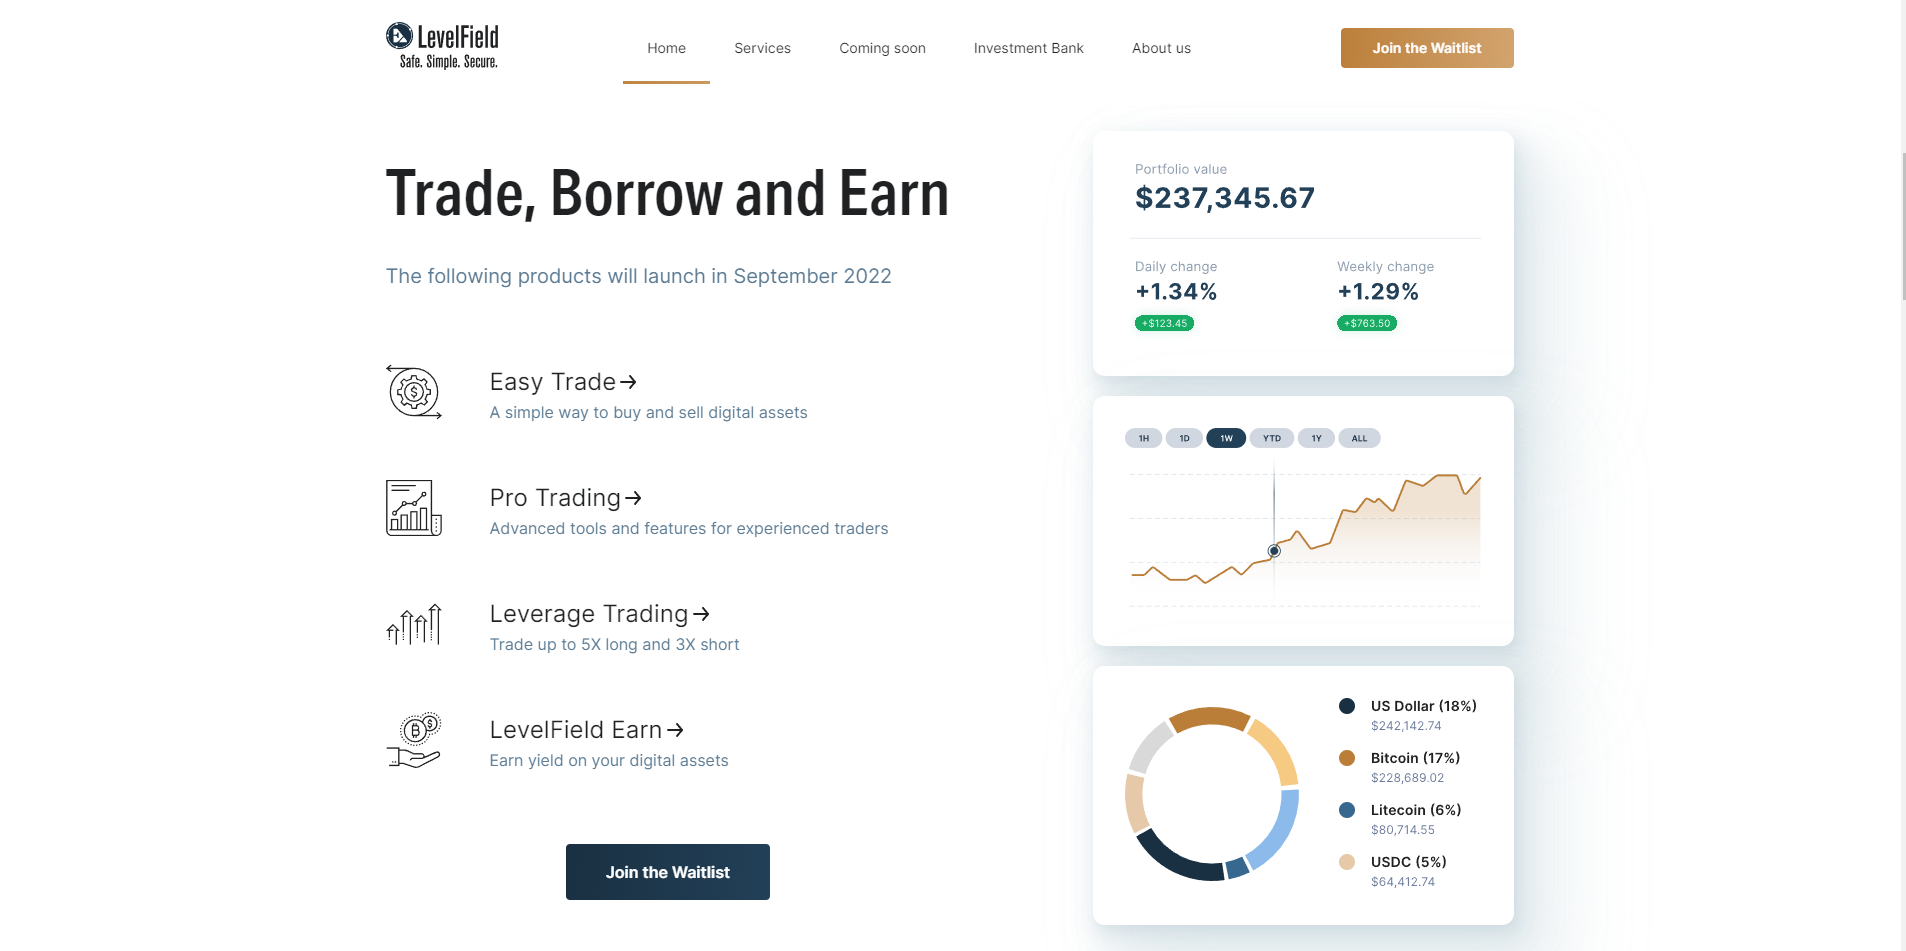 LevelField
Safe. Simple. Secure.
Home
Services
Coming soon
Investment Bank
About us
Join the Waitlist
Trade, Borrow and Earn
The following products will launch in September 2022
Easy Trade→
A simple way to buy and sell digital assets
Pro Trading→
Advanced tools and features for experienced traders
Leverage Trading→
Trade up to 5X long and 3X short
LevelField Earn→
Earn yield on your digital assets
Join the Waitlist
Portfolio value
$237,345.67
Daily change
+1.34%
+$123.45
Weekly change
+1.29%
+$763.50
1H 1D 1W YTD 1Y ALL
US Dollar (18%)
$242,142.74
Bitcoin (17%)
$228,689.02
Litecoin (6%)
$80,714.55
USDC (5%)
$64,412.74